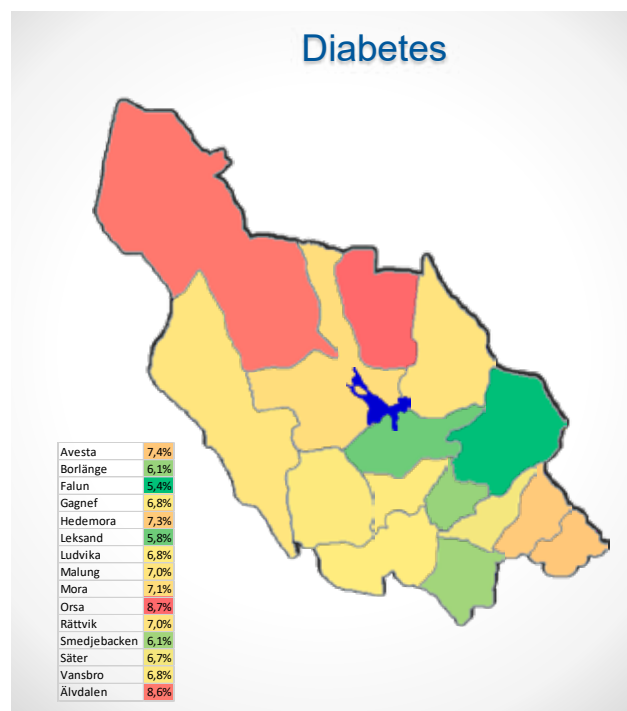 Diabetes
Avesta 7,4%
Borlänge 6,1%
Falun 5,4%
Gagnef 6,8%
Hedemora 7,3%
Leksand 5,8%
Ludvika 6,8%
Malung 7,0%
Mora 7,1%
Orsa 8,7%
Rättvik 7,0%
Smedjebacken 6,1%
Säter 6,7%
Vansbro 6,8%
Älvdalen 8,6%